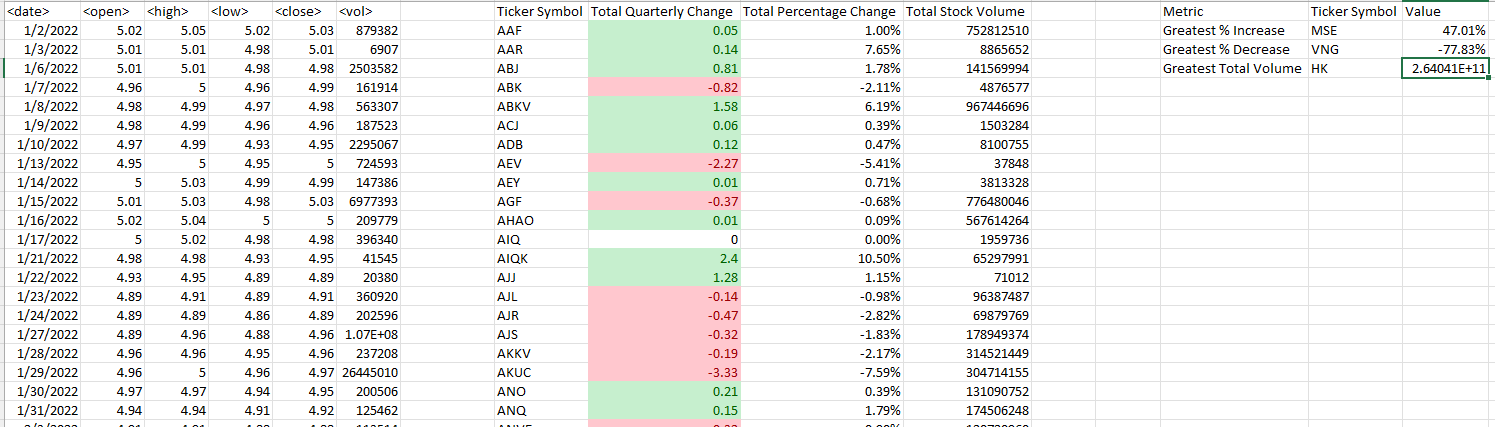 <date> <open> <high> <low> <close> <vol> Ticker Symbol Total Quarterly Change Total Percentage Change Total Stock Volume Metric Ticker Symbol Value
1/2/2022 5.02 5.05 5.02 5.03 879382 AAF 0.05 1.00% 752812510 Greatest % Increase MSE 47.01%
1/3/2022 5.01 5.01 4.98 5.01 6907 AAR 0.14 7.65% 8865652 Greatest % Decrease VNG -77.83%
1/6/2022 5.01 5.01 4.98 4.98 2503582 ABJ 0.81 1.78% 141569994 Greatest Total Volume HK 2.64041E+11
1/7/2022 4.96 5 4.96 4.99 161914 ABK -0.82 -2.11% 4876577
1/8/2022 4.98 4.99 4.97 4.98 563307 ABKV 1.58 6.19% 967446696
1/9/2022 4.98 4.99 4.96 4.96 187523 ACJ 0.06 0.39% 1503284
1/10/2022 4.97 4.99 4.93 4.95 2295067 ADB 0.12 0.47% 8100755
1/13/2022 4.95 5 4.95 5 724593 AEV -2.27 -5.41% 37848
1/14/2022 5 5.03 4.99 4.99 147386 AEY 0.01 0.71% 3813328
1/15/2022 5.01 5.03 4.98 5.03 6977393 AGF -0.37 -0.68% 776480046
1/16/2022 5.02 5.04 5 5 209779 AHAO 0.01 0.09% 567614264
1/17/2022 5 5.02 4.98 4.98 396340 AIQ 0 0.00% 1959736
1/21/2022 4.98 4.98 4.93 4.95 41545 AIQK 2.4 10.50% 65297991
1/22/2022 4.93 4.95 4.89 4.89 20380 AJJ 1.28 1.15% 71012
1/23/2022 4.89 4.91 4.89 4.91 360920 AJL -0.14 -0.98% 96387487
1/24/2022 4.89 4.89 4.86 4.89 202596 AJR -0.47 -2.82% 69879769
1/27/2022 4.89 4.96 4.88 4.96 1.07E+08 AJS -0.32 -1.83% 178949374
1/28/2022 4.96 4.96 4.95 4.96 237208 AKKV -0.19 -2.17% 314521449
1/29/2022 4.96 5 4.96 4.97 26445010 AKUC -3.33 -7.59% 304714155
1/30/2022 4.97 4.97 4.94 4.95 200506 ANO 0.21 0.39% 131090752
1/31/2022 4.94 4.94 4.91 4.92 125462 ANQ 0.15 1.79% 174506248